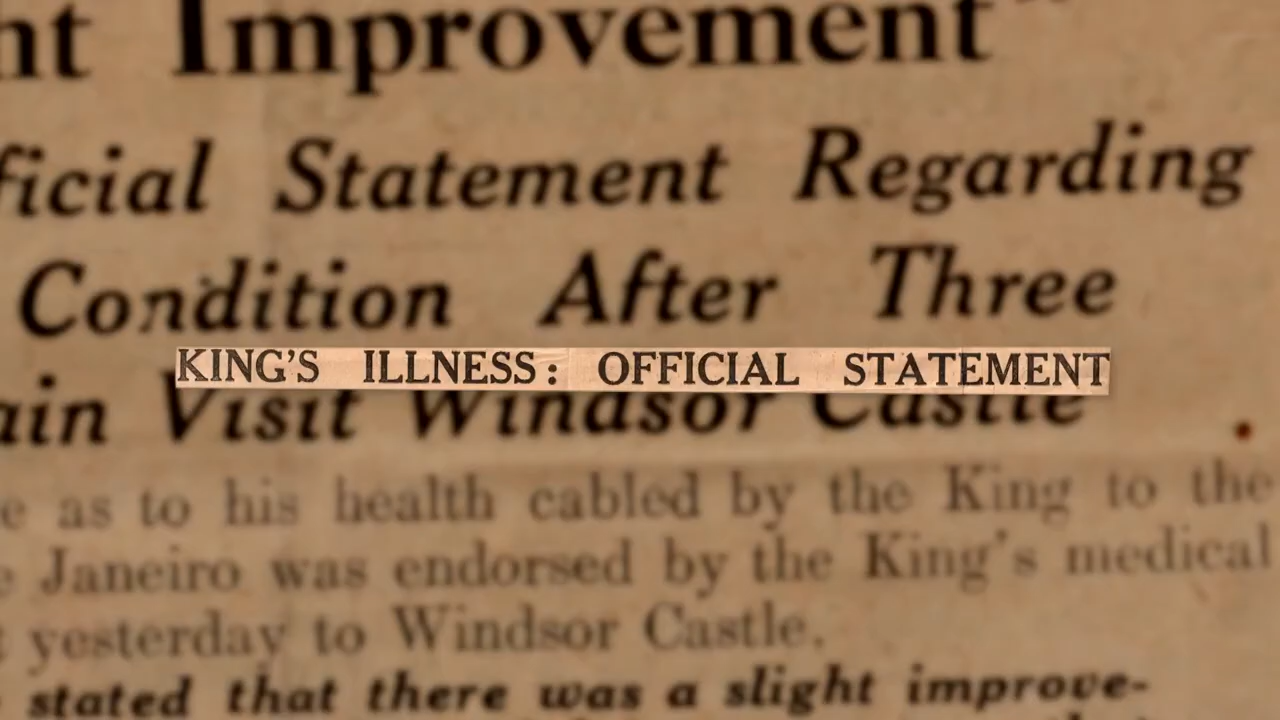 nt Improvement"
ficial Statement Regarding
Condition After Three
KING'S ILLNESS: OFFICIAL STATEMENT
ain Visit Windsor Castle
e as to his health cabled by the King to the
e Janeiro was endorsed by the King's medical
t yesterday to Windsor Castle.
stated that there was a slight improve-